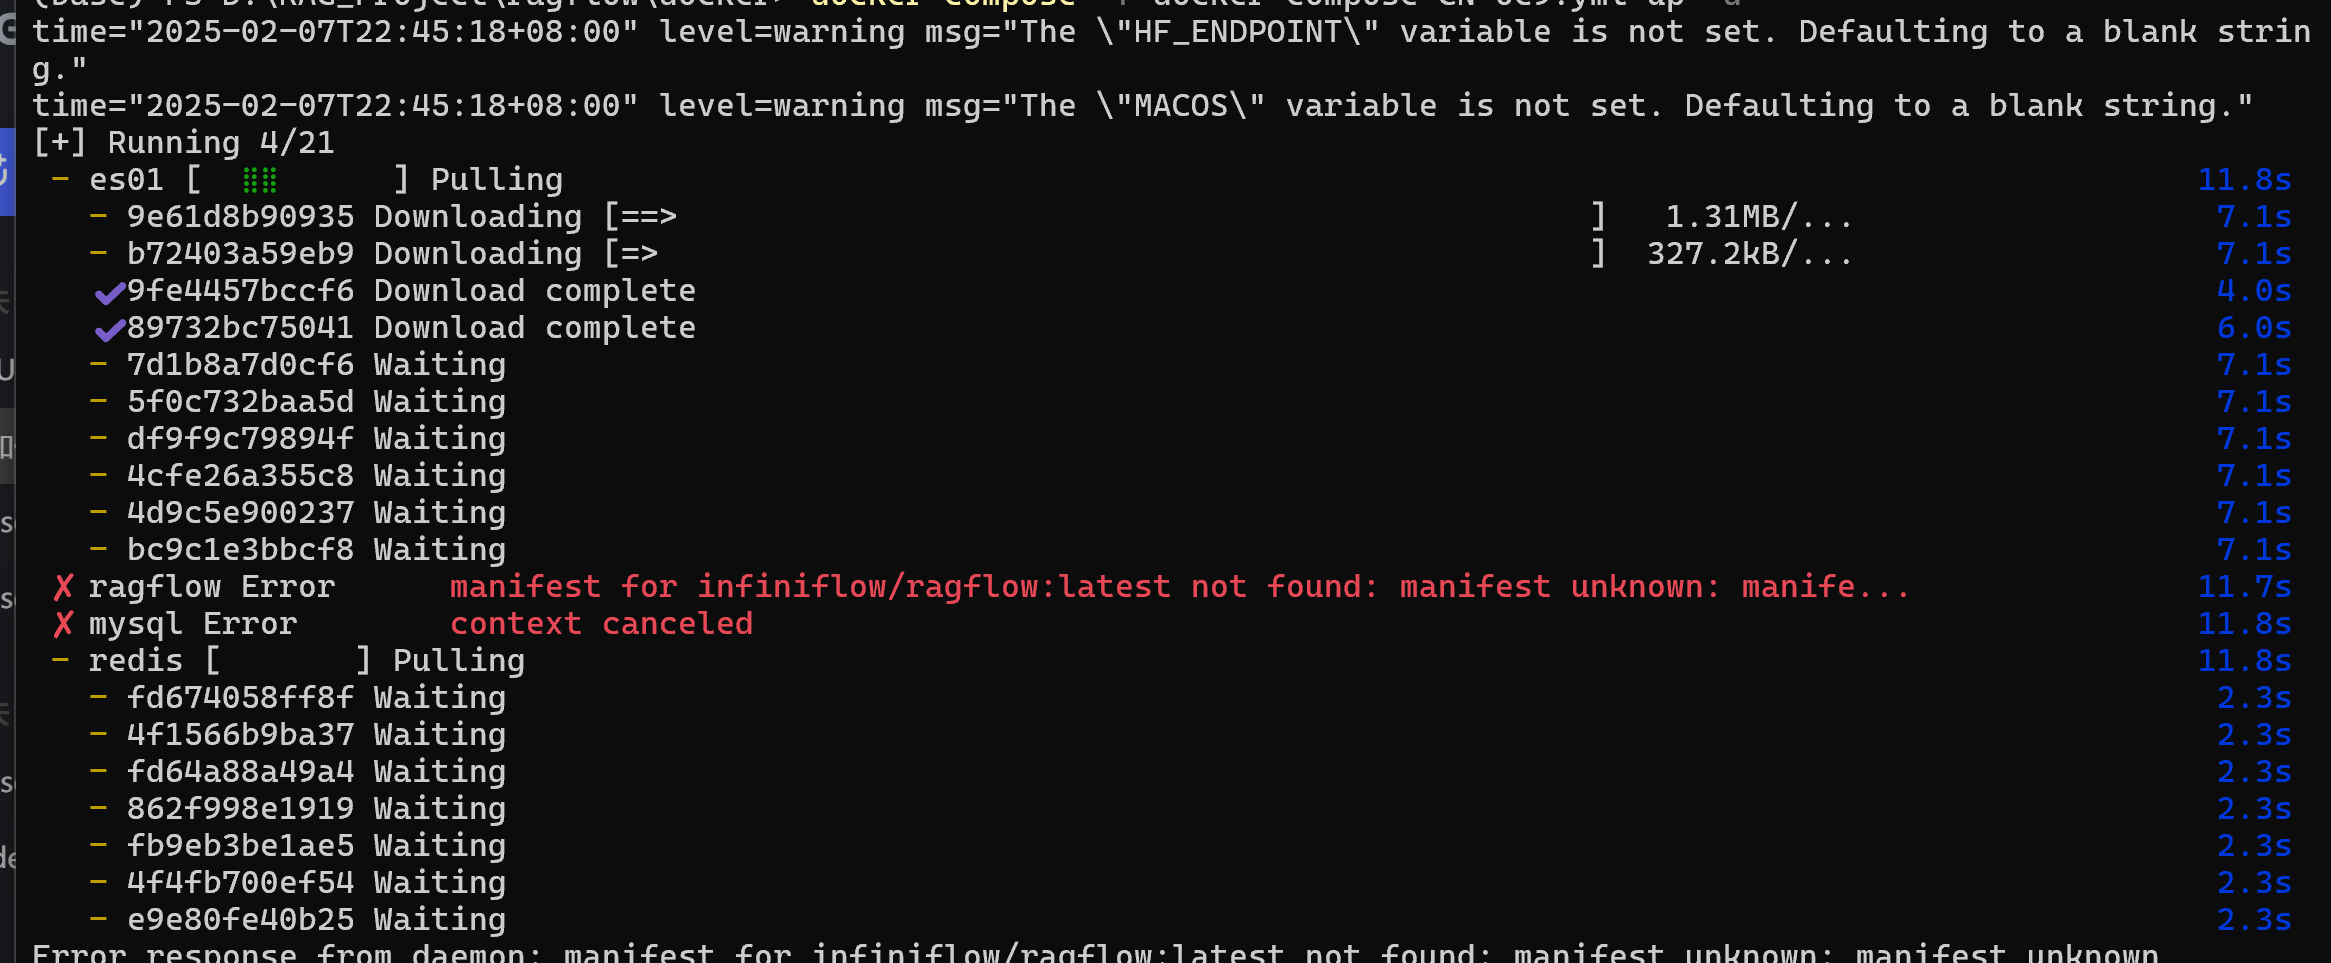 time="2025-02-07T22:45:18+08:00" level=warning msg="The \"HF_ENDPOINT\" variable is not set. Defaulting to a blank strin
g."
time="2025-02-07T22:45:18+08:00" level=warning msg="The \"MACOS\" variable is not set. Defaulting to a blank string."
[+] Running 4/21
- es01 [ ⣿⣿ ] Pulling 11.8s
- 9e61d8b90935 Downloading [==> ] 1.31MB/... 7.1s
- b72403a59eb9 Downloading [=> ] 327.2kB/... 7.1s
✔9fe4457bccf6 Download complete 4.0s
✔89732bc75041 Download complete 6.0s
- 7d1b8a7d0cf6 Waiting 7.1s
- 5f0c732baa5d Waiting 7.1s
- df9f9c79894f Waiting 7.1s
- 4cfe26a355c8 Waiting 7.1s
- 4d9c5e900237 Waiting 7.1s
- bc9c1e3bbcf8 Waiting 7.1s
✗ ragflow Error manifest for infiniflow/ragflow:latest not found: manifest unknown: manife... 11.7s
✗ mysql Error context canceled 11.8s
- redis [ ] Pulling 11.8s
- fd674058ff8f Waiting 2.3s
- 4f1566b9ba37 Waiting 2.3s
- fd64a88a49a4 Waiting 2.3s
- 862f998e1919 Waiting 2.3s
- fb9eb3be1ae5 Waiting 2.3s
- 4f4fb700ef54 Waiting 2.3s
- e9e80fe40b25 Waiting 2.3s
Error response from daemon: manifest for infiniflow/ragflow:latest not found: manifest unknown: manifest unknown